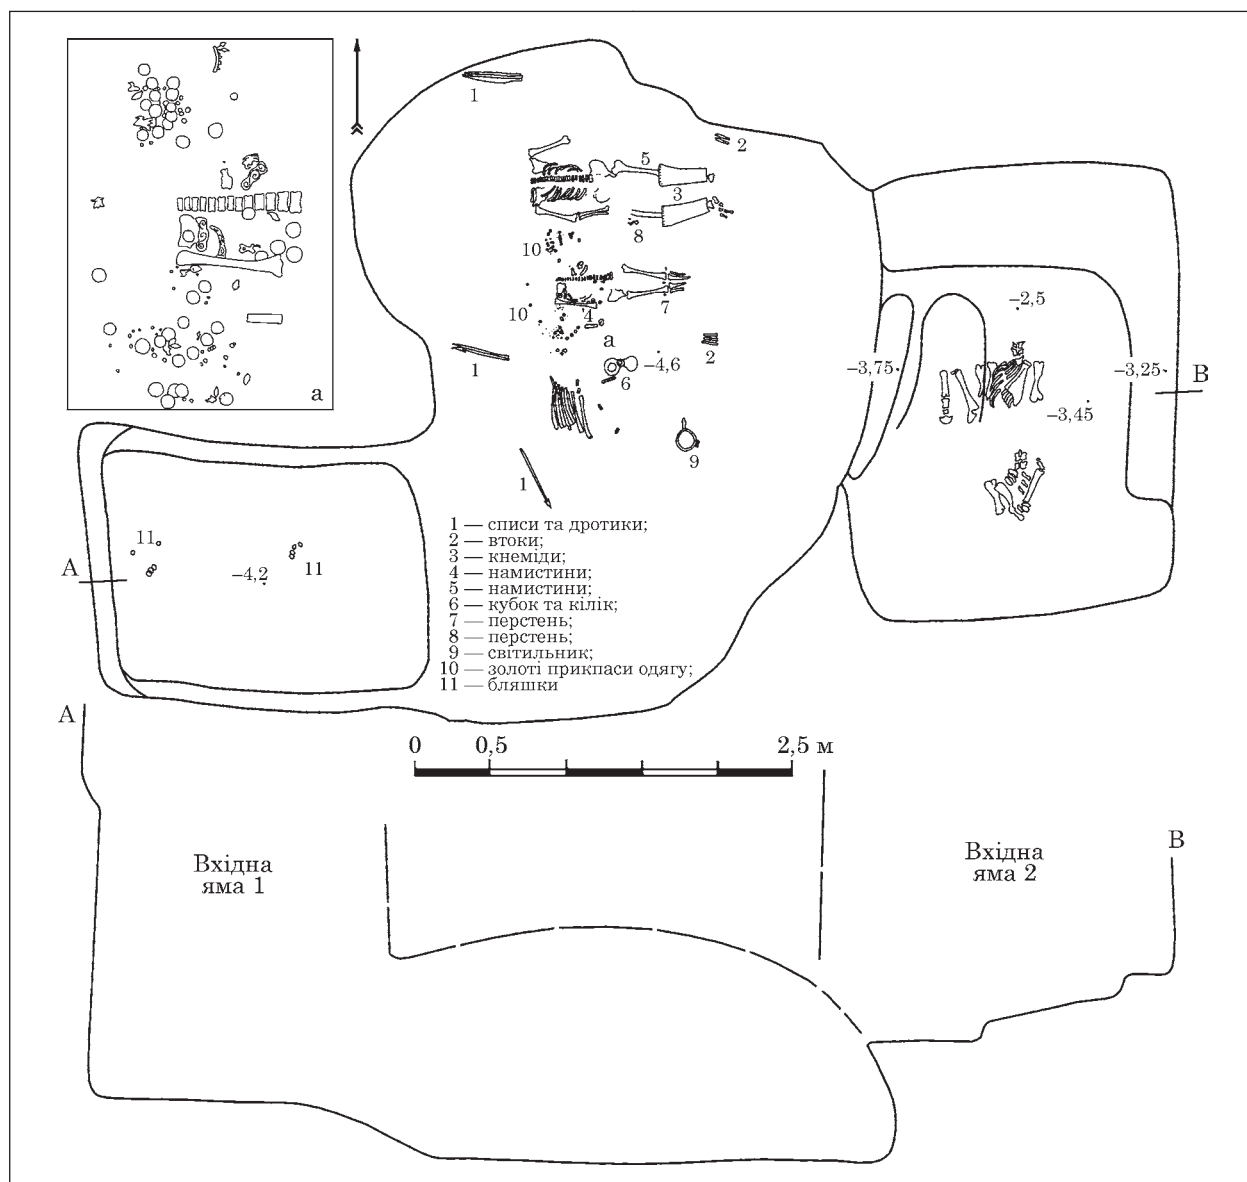 1
2
5
3
8
10
7
4
10
а
2
–4,6
1
6
9
1
а
–2,5
–3,75
–3,25
В
–3,45
11
А
–4,2
11
1 — списи та дротики;
2 — втоки;
3 — кнеміди;
4 — намистини;
5 — намистини;
6 — кубок та кілік;
7 — перстень;
8 — перстень;
9 — світильник;
10 — золоті прикпаси одягу;
11 — бляшки
А
0 0,5 2,5 м
Вхідна
яма 1
Вхідна
яма 2
В